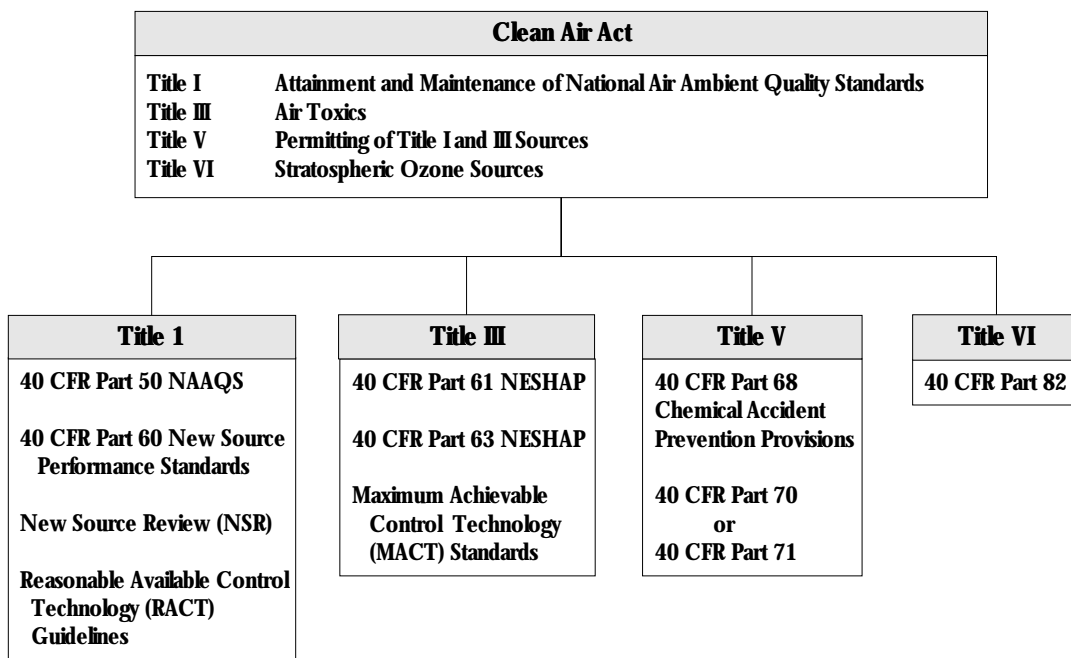 Clean Air Act
Title I Attainment and Maintenance of National Air Ambient Quality Standards
Title III Air Toxics
Title V Permitting of Title I and III Sources
Title VI Stratospheric Ozone Sources
Title 1
40 CFR Part 50 NAAQS
40 CFR Part 60 New Source
Performance Standards
New Source Review (NSR)
Reasonable Available Control
Technology (RACT)
Guidelines
Title III
40 CFR Part 61 NESHAP
40 CFR Part 63 NESHAP
Maximum Achievable
Control Technology
(MACT) Standards
Title V
40 CFR Part 68
Chemical Accident
Prevention Provisions
40 CFR Part 70
or
40 CFR Part 71
Title VI
40 CFR Part 82